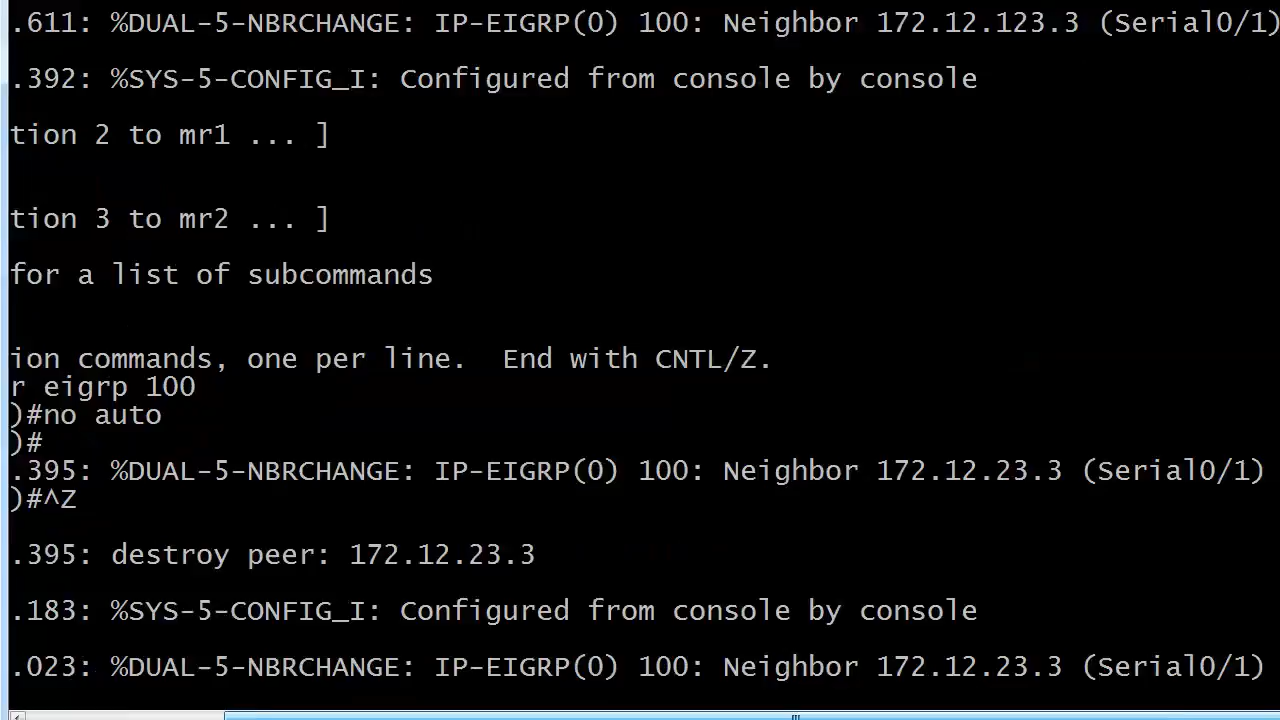 .611: %DUAL-5-NBRCHANGE: IP-EIGRP(0) 100: Neighbor 172.12.123.3 (Serial0/1)
.392: %SYS-5-CONFIG_I: Configured from console by console
tion 2 to mr1 ... ]
tion 3 to mr2 ... ]
for a list of subcommands
ion commands, one per line.  End with CNTL/Z.
r eigrp 100
)#no auto
)#
.395: %DUAL-5-NBRCHANGE: IP-EIGRP(0) 100: Neighbor 172.12.23.3 (Serial0/1)
)#^Z
.395: destroy peer: 172.12.23.3
.183: %SYS-5-CONFIG_I: Configured from console by console
.023: %DUAL-5-NBRCHANGE: IP-EIGRP(0) 100: Neighbor 172.12.23.3 (Serial0/1)